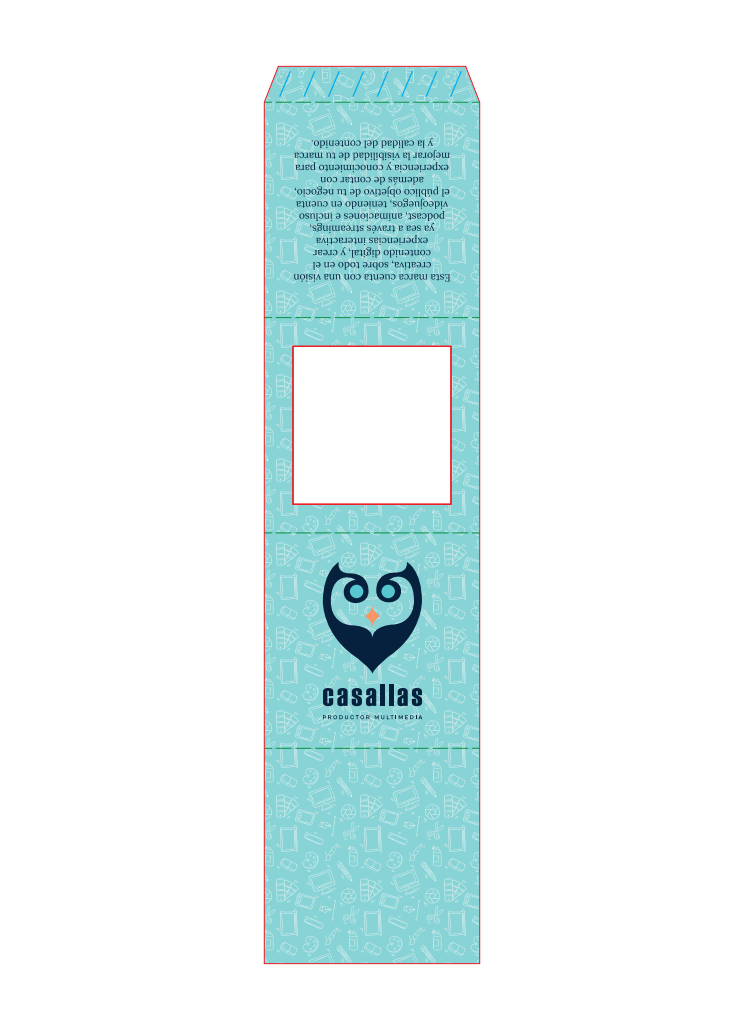 Esta marca cuenta con una visión
creativa, sobre todo en el
contenido digital, y crear
experiencias interactiva
ya sea a través streamings,
podcast, animaciones e incluso
videojuegos, teniendo en cuenta
el público objetivo de tu negocio,
además de contar con
experiencia y conocimiento para
mejorar la visibilidad de tu marca
y la calidad del contenido.
casallas
PRODUCTOR MULTIMEDIA